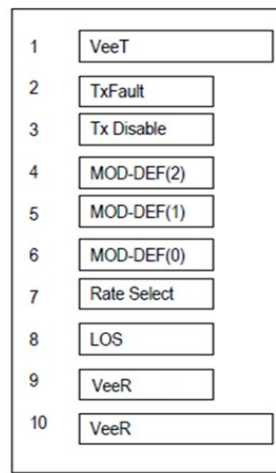 1 VeeT
2 TxFault
3 Tx Disable
4 MOD-DEF(2)
5 MOD-DEF(1)
6 MOD-DEF(0)
7 Rate Select
8 LOS
9 VeeR
10 VeeR